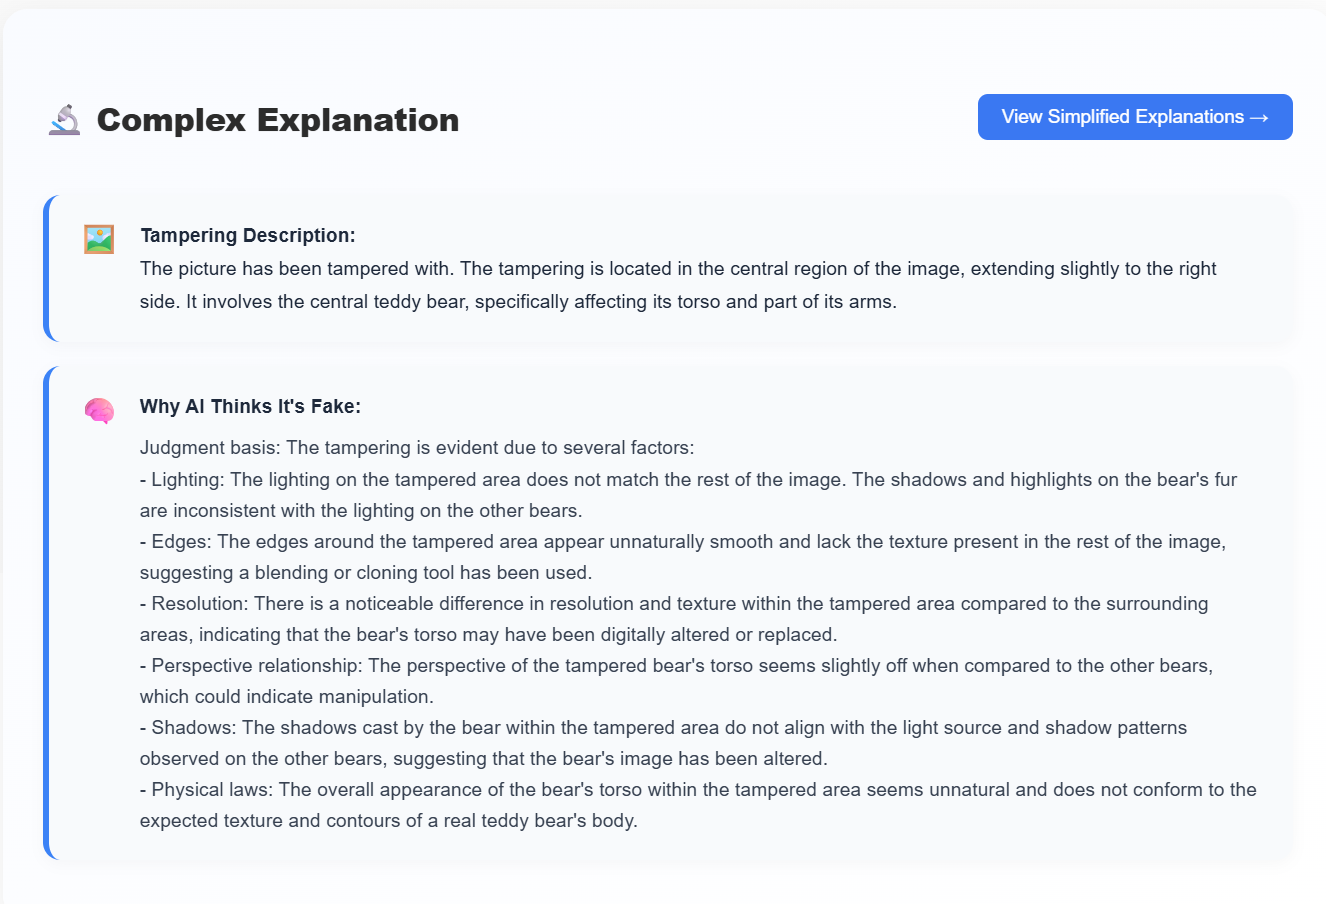 Complex Explanation
View Simplified Explanations →
Tampering Description:
The picture has been tampered with. The tampering is located in the central region of the image, extending slightly to the right
side. It involves the central teddy bear, specifically affecting its torso and part of its arms.
Why AI Thinks It's Fake:
Judgment basis: The tampering is evident due to several factors:
- Lighting: The lighting on the tampered area does not match the rest of the image. The shadows and highlights on the bear's fur
are inconsistent with the lighting on the other bears.
- Edges: The edges around the tampered area appear unnaturally smooth and lack the texture present in the rest of the image,
suggesting a blending or cloning tool has been used.
- Resolution: There is a noticeable difference in resolution and texture within the tampered area compared to the surrounding
areas, indicating that the bear's torso may have been digitally altered or replaced.
- Perspective relationship: The perspective of the tampered bear's torso seems slightly off when compared to the other bears,
which could indicate manipulation.
- Shadows: The shadows cast by the bear within the tampered area do not align with the light source and shadow patterns
observed on the other bears, suggesting that the bear's image has been altered.
- Physical laws: The overall appearance of the bear's torso within the tampered area seems unnatural and does not conform to the
expected texture and contours of a real teddy bear's body.